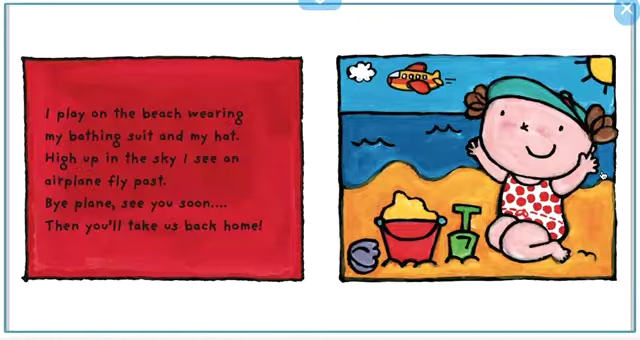 I play on the beach wearing
my bathing suit and my hat.
High up in the sky I see an
airplane fly past.
Bye plane, see you soon....
Then you'll take us back home!